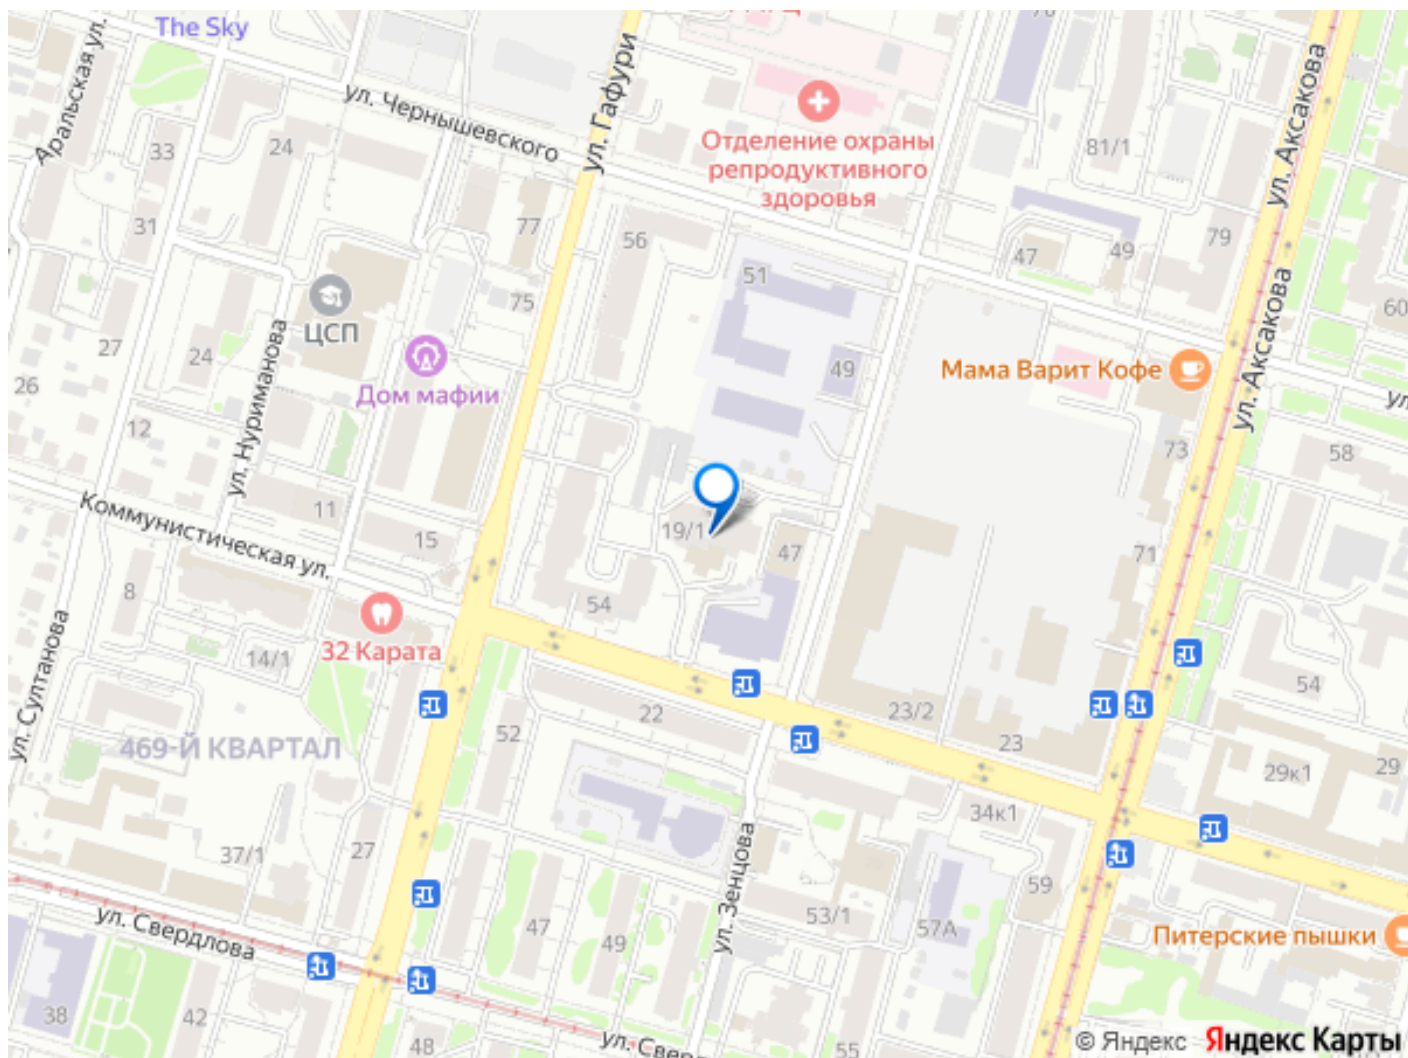 The Sky
Аральская ул.
ул. Чернышевского
ул. Гафури
ул. Аксакова
Отделение охраны
репродуктивного
здоровья
81/1
33
24
31
77
56
47
49
79
51
60
75
ЦСП
27
24
26
Дом мафии
49
Мама Варит Кофе
ул. Аксакова
ул. Нуриманова
12
73
58
Коммунистическая ул.
11
15
19/1
47
71
8
54
32 Карата
14/1
54
ул. Султанова
469-Й КВАРТАЛ
52
22
23/2
23
29к1
29
34к1
37/1
27
ул. Зенцова
59
47
49
53/1
57А
ул. Свердлова
Питерские пышки
38
42
48
55
© Яндекс
Яндекс Карты